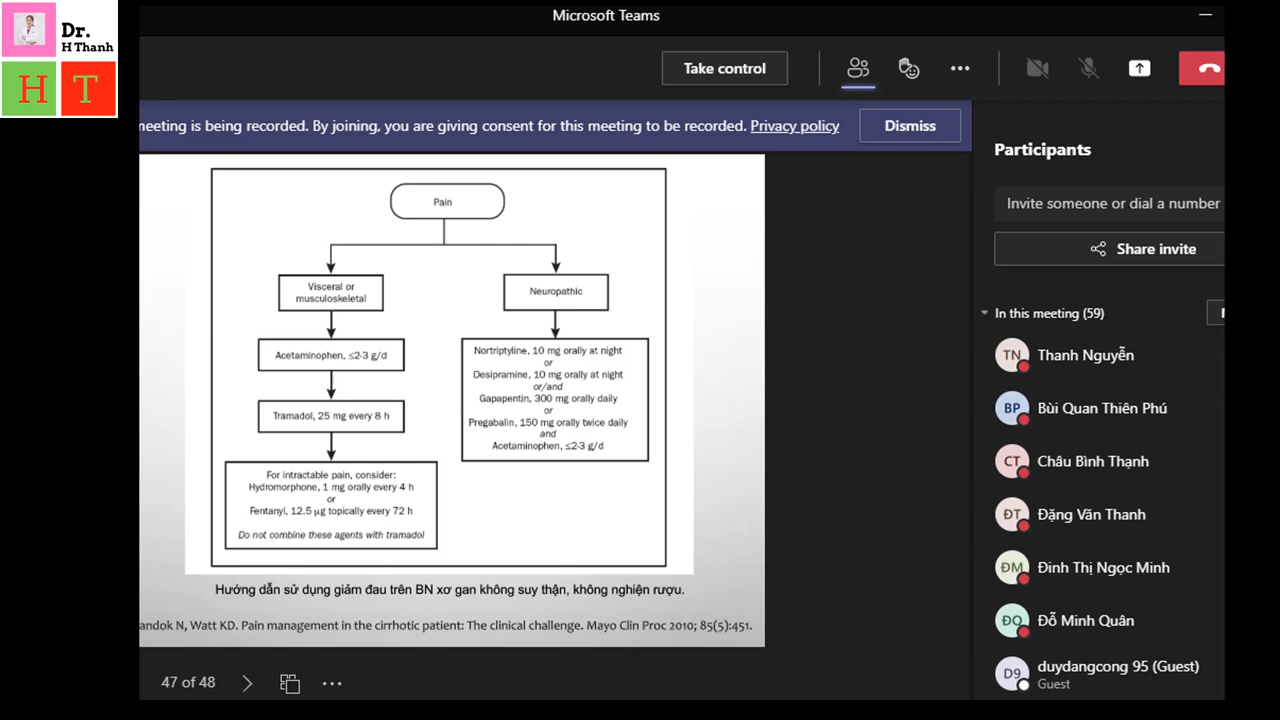 Dr.
H Thanh
H T
Microsoft Teams
Take control
meeting is being recorded. By joining, you are giving consent for this meeting to be recorded. Privacy policy
Dismiss
Pain
Visceral or
musculoskeletal
Acetaminophen, ≤2-3 g/d
Tramadol, 25 mg every 8 h
For intractable pain, consider:
Hydromorphone, 1 mg orally every 4 h
or
Fentanyl, 12.5 μg topically every 72 h
Do not combine these agents with tramadol
Neuropathic
Nortriptyline, 10 mg orally at night
or
Desipramine, 10 mg orally at night
or/and
Gapapentin, 300 mg orally daily
or
Pregabalin, 150 mg orally twice daily
and
Acetaminophen, ≤2-3 g/d
Hướng dẫn sử dụng giảm đau trên BN xơ gan không suy thận, không nghiện rượu.
andok N, Watt KD. Pain management in the cirrhotic patient: The clinical challenge. Mayo Clin Proc 2010; 85(5):451.
47 of 48
Participants
Invite someone or dial a number
Share invite
In this meeting (59)
TN Thanh Nguyễn
BP Bùi Quan Thiên Phú
CT Châu Bình Thạnh
ĐT Đặng Văn Thanh
ĐM Đinh Thị Ngọc Minh
ĐQ Đỗ Minh Quân
D9 duydangcong 95 (Guest)
Guest